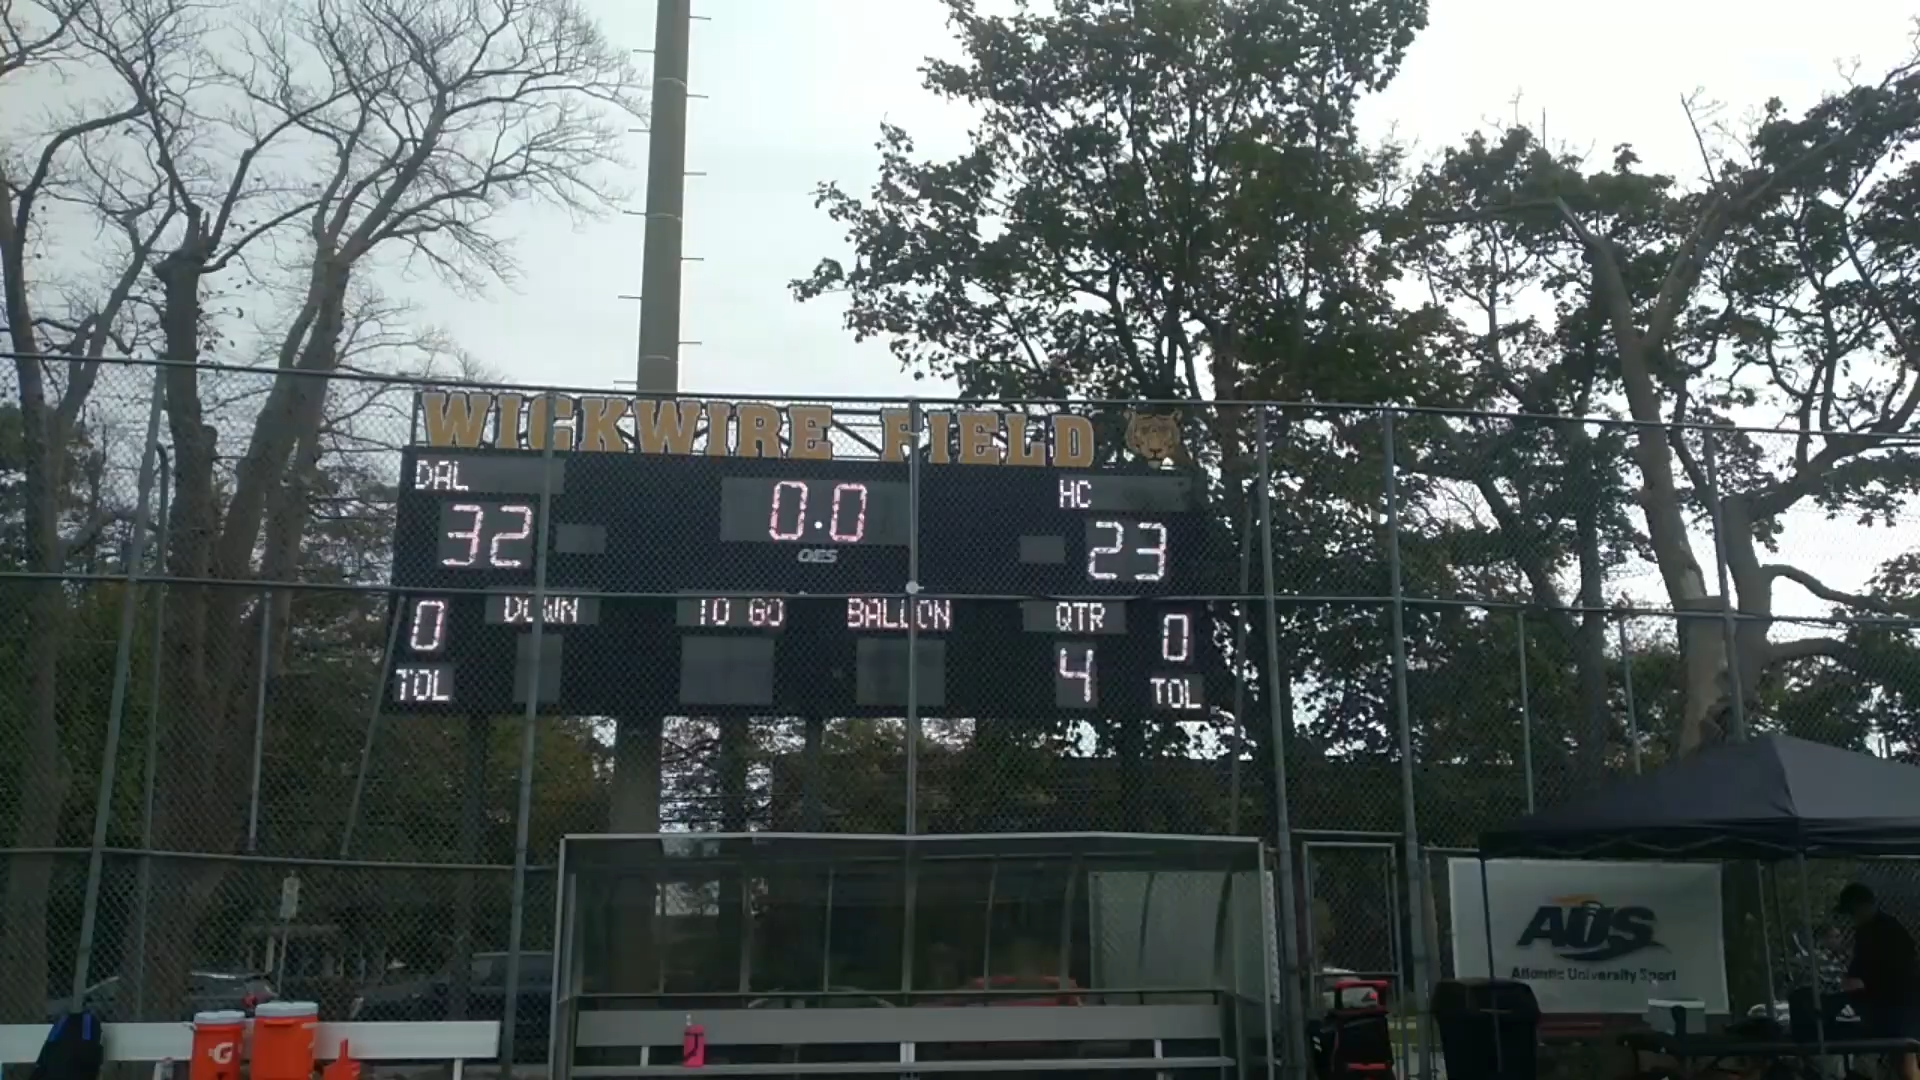 WICKWIRE FIELD
DAL 0.0 HC
32 23
OES
DOWN TO GO BALL ON QTR
0 4 0
TOL TOL
AUS
Atlantic University Sport
G